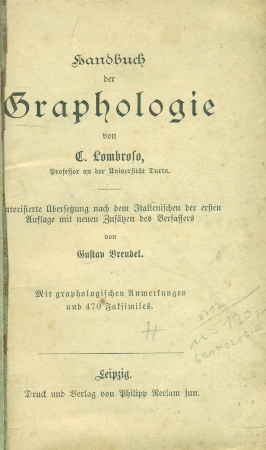 Handbuch
der
Graphologie
von
C. Lombroso,
Professor an der Universität Turin.
utorisierte Übersetzung nach dem Italienischen der ersten
Auflage mit neuen Zusätzen des Verfassers
von
Gustav Brendel.
Mit graphologischen Anmerkungen
und 470 Faksimiles.
GRAFOLOGIE
Leipzig.
Druck und Verlag von Philipp Reclam jun.